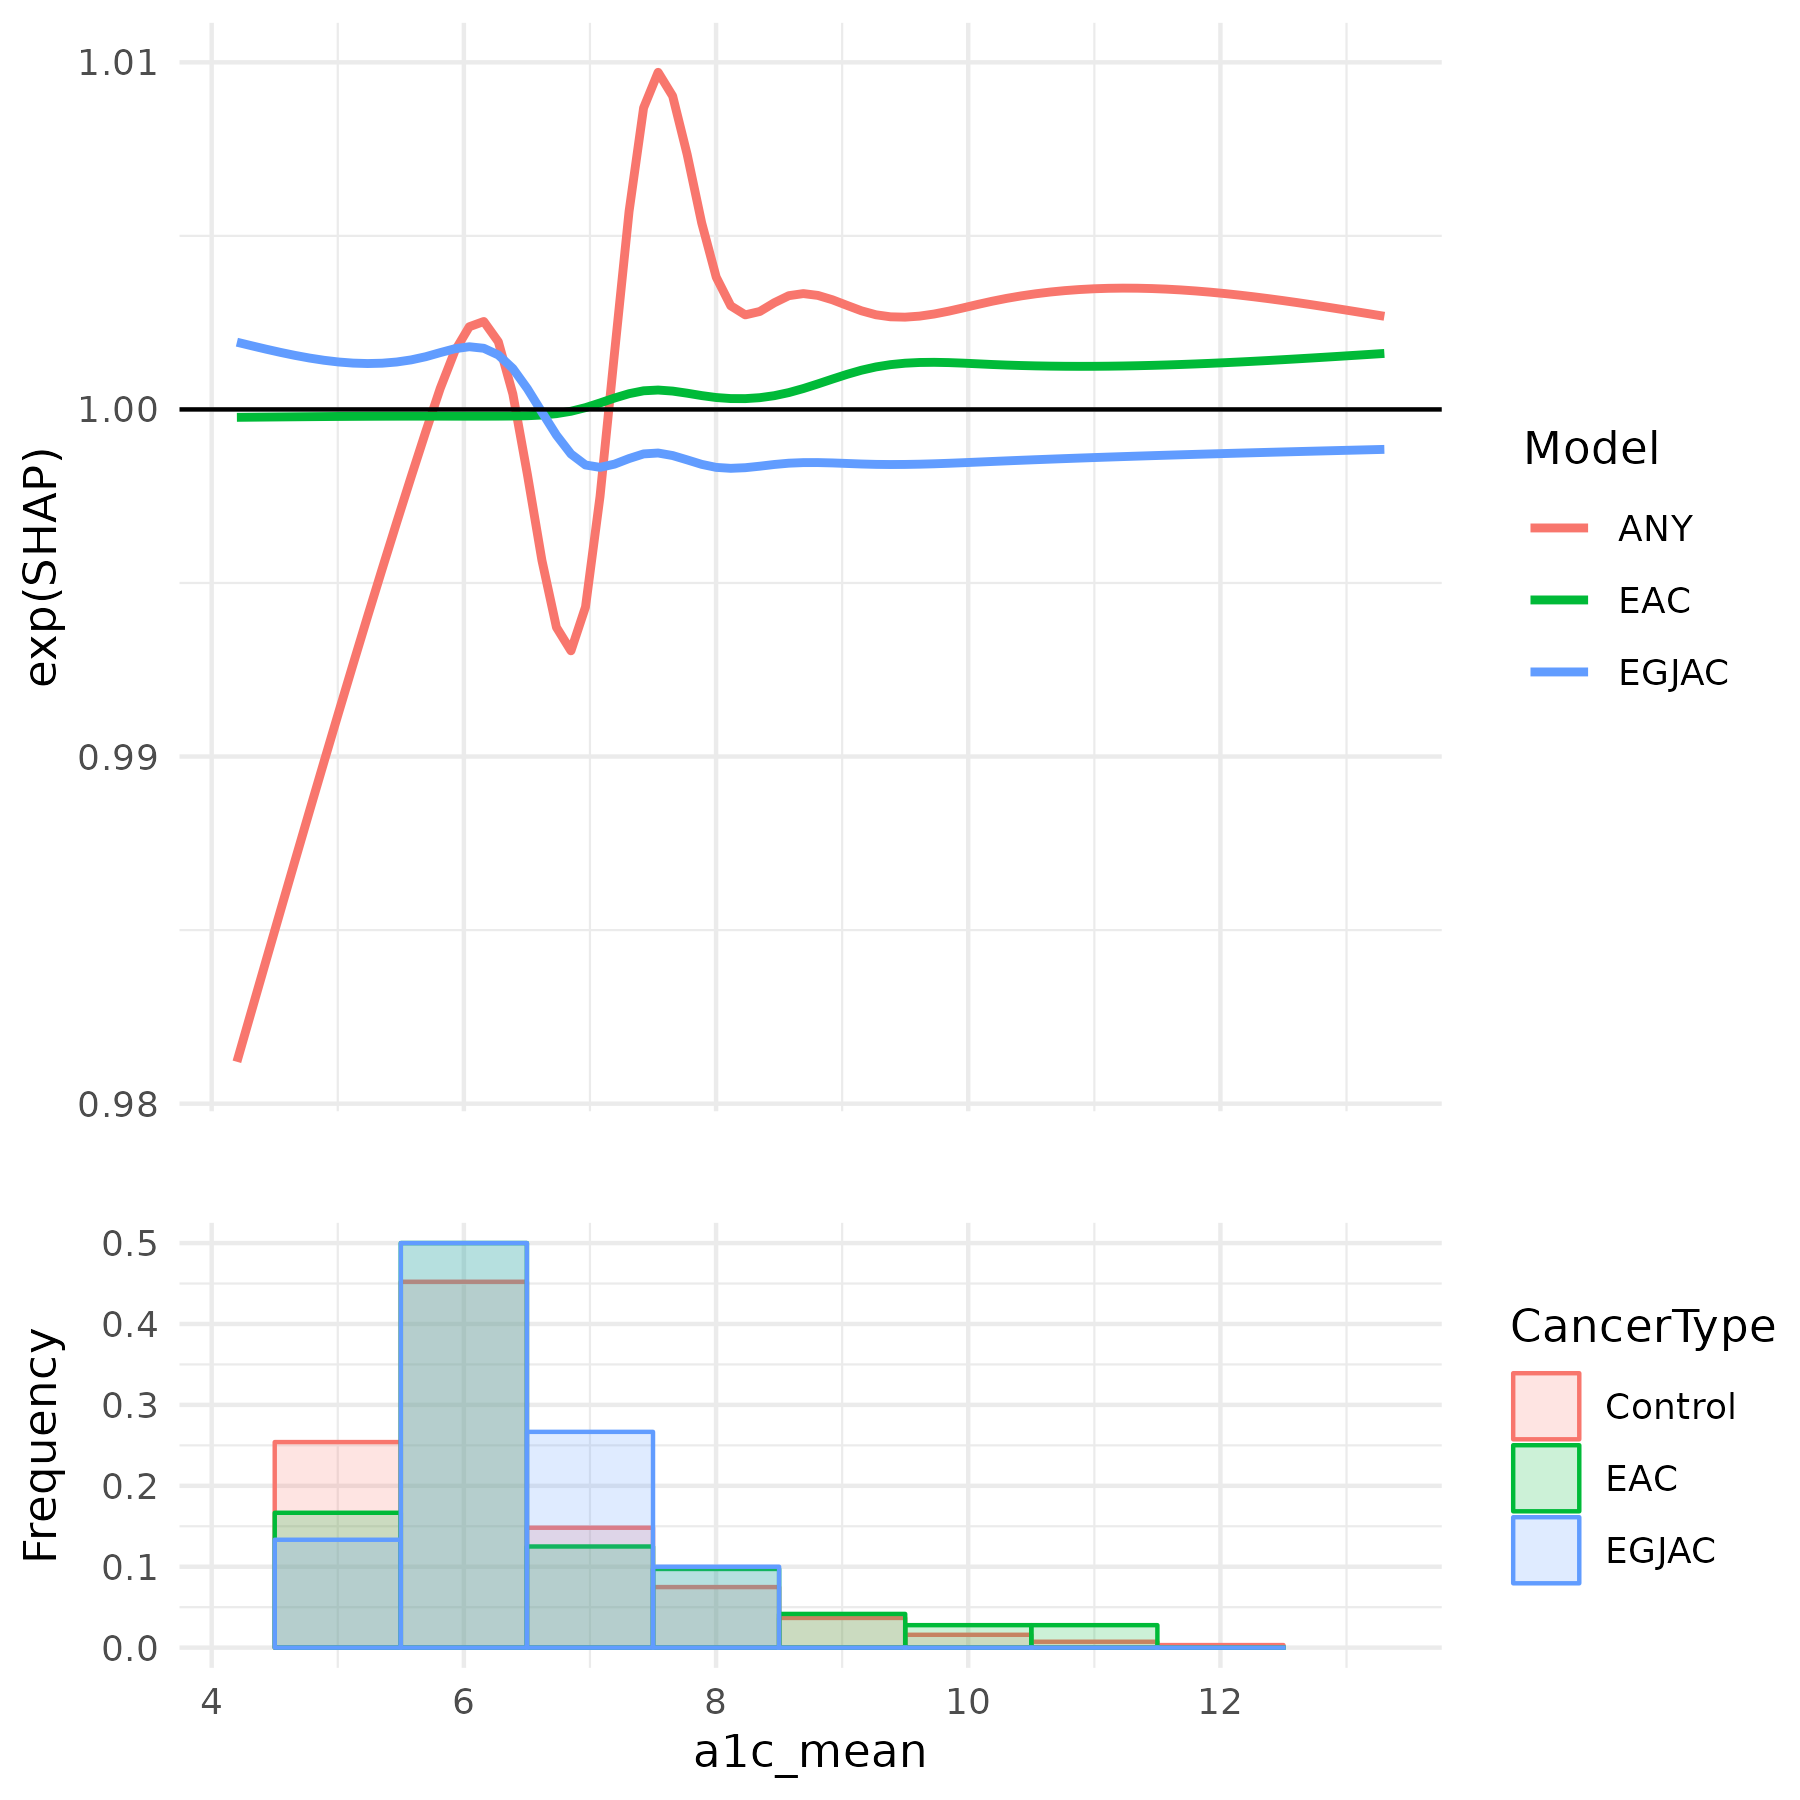 1.01
1.00
0.99
0.98
exp(SHAP)
Model
ANY
EAC
EGJAC
0.5
0.4
0.3
0.2
0.1
0.0
Frequency
4 6 8 10 12
a1c_mean
CancerType
Control
EAC
EGJAC